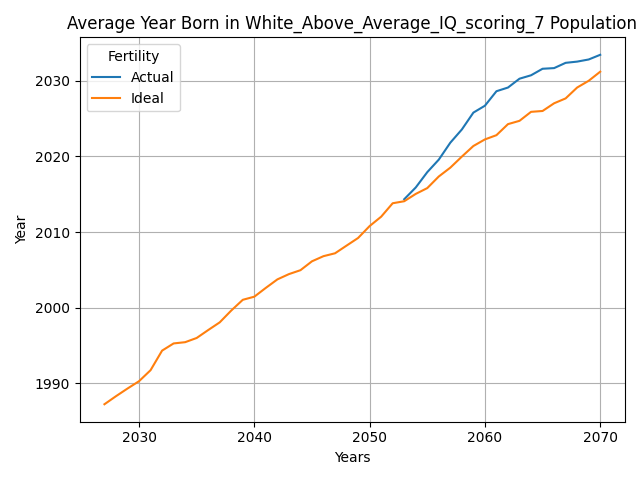 Average Year Born in White_Above_Average_IQ_scoring_7 Population
Fertility
Actual
Ideal
2030
2020
2010
2000
1990
Year
2030 2040 2050 2060 2070
Years